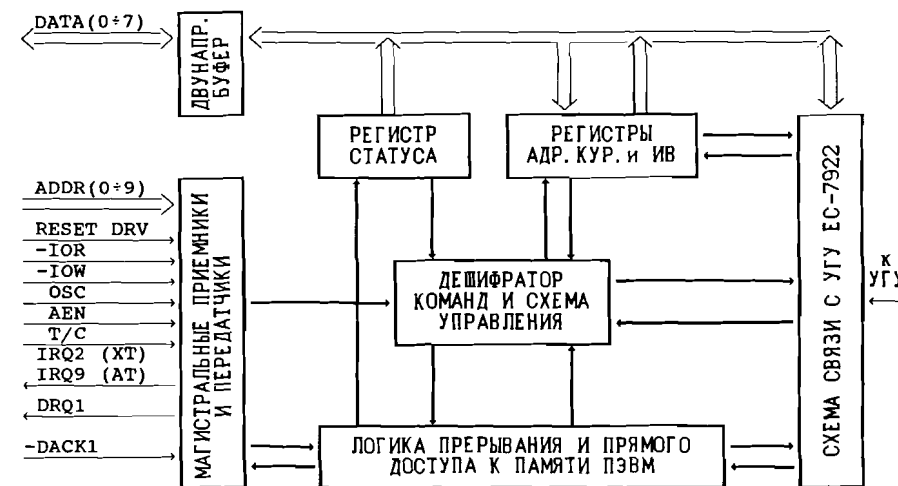 DATA(0÷7)
ДВУНАПР.
БУФЕР
РЕГИСТР
СТАТУСА
РЕГИСТРЫ
АДР.КУР.и ИВ
ADDR(0÷9)
RESET DRV
-IOR
-IOW
OSC
AEN
T/C
IRQ2 (XT)
IRQ9 (AT)
DRQ1
-DACK1
МАГИСТРАЛЬНЫЕ ПРИЕМНИКИ
И ПЕРЕДАТЧИКИ
ДЕШИФРАТОР
КОМАНД И СХЕМА
УПРАВЛЕНИЯ
СХЕМА СВЯЗИ С УГУ ЕС-7922
К
УГУ
ЛОГИКА ПРЕРЫВАНИЯ И ПРЯМОГО
ДОСТУПА К ПАМЯТИ ПЭВМ